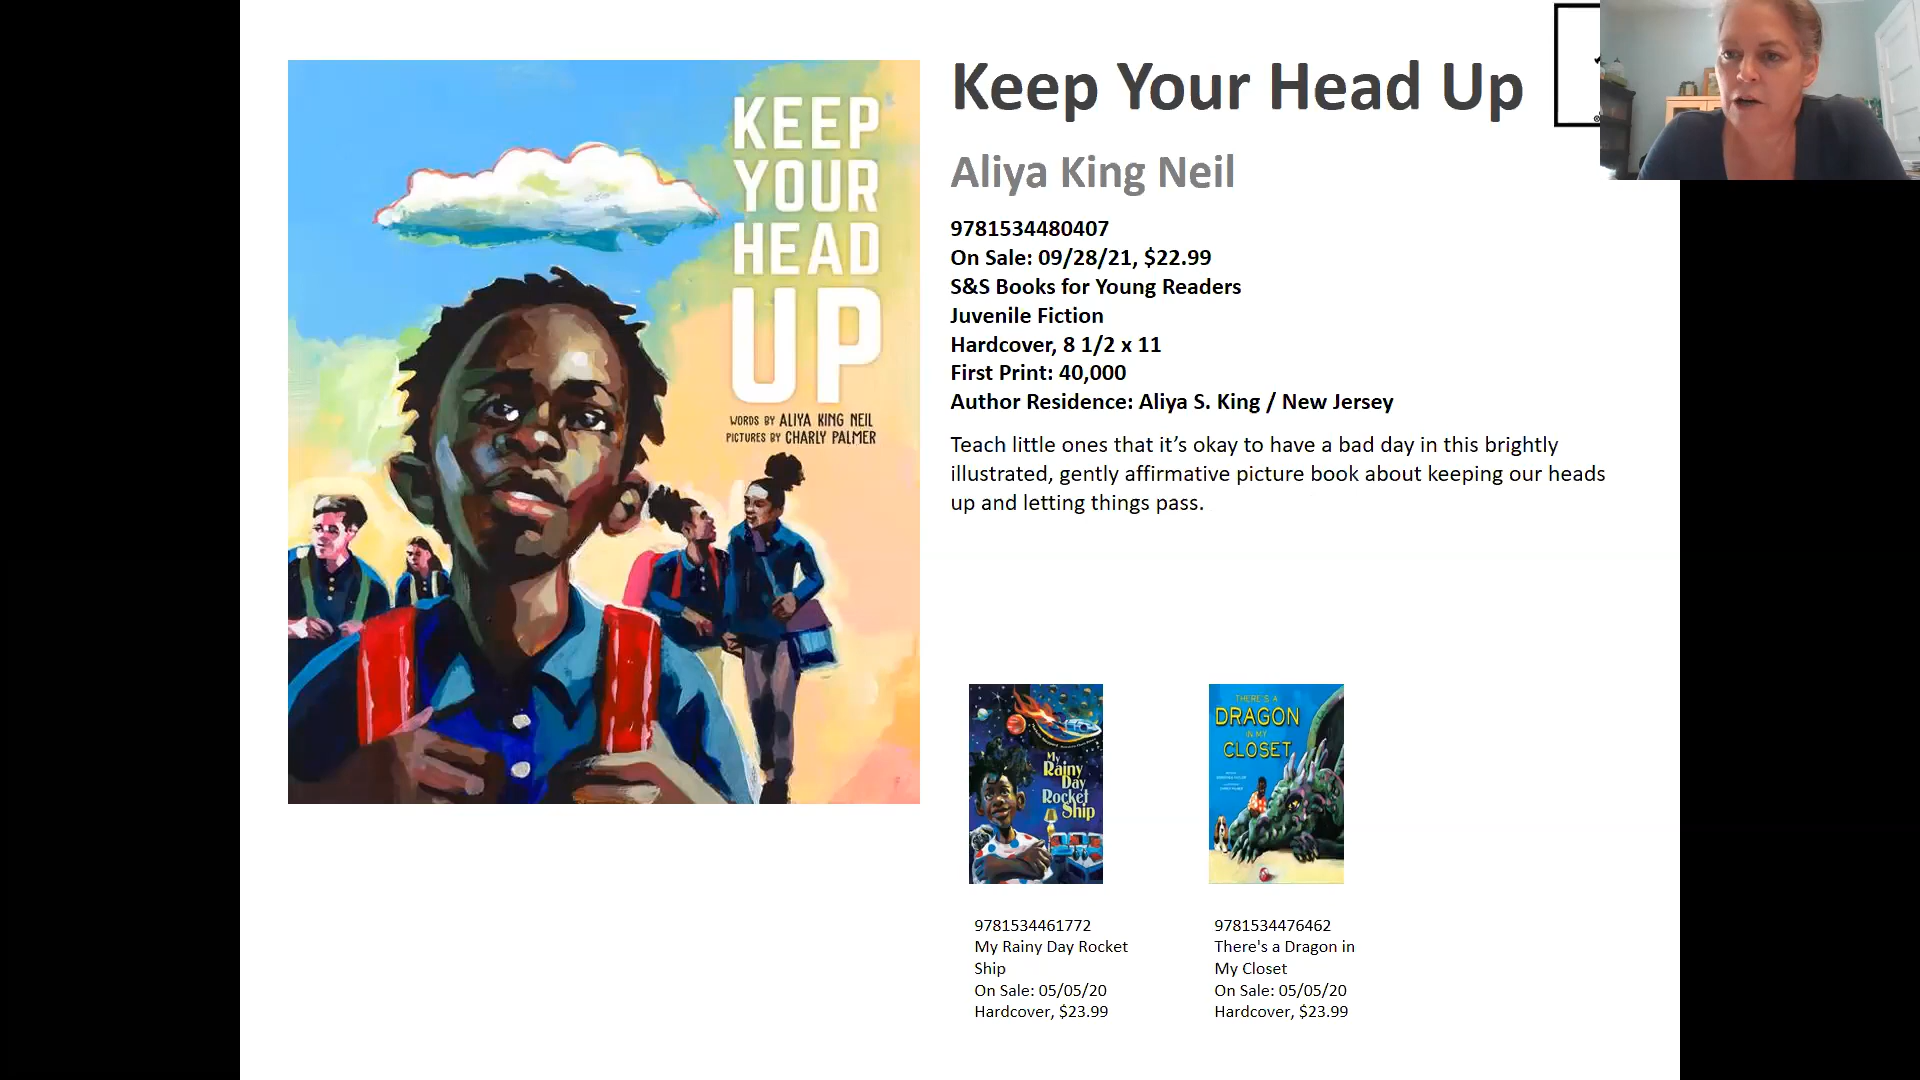 KEEP
YOUR
HEAD
UP
WORDS BY ALIYA KING NEIL
PICTURES BY CHARLY PALMER
Keep Your Head Up
Aliya King Neil
9781534480407
On Sale: 09/28/21, $22.99
S&S Books for Young Readers
Juvenile Fiction
Hardcover, 8 1/2 x 11
First Print: 40,000
Author Residence: Aliya S. King / New Jersey
Teach little ones that it’s okay to have a bad day in this brightly
illustrated, gently affirmative picture book about keeping our heads
up and letting things pass.
My
Rainy
Day
Rocket
Ship
THERE'S A
DRAGON
IN MY
CLOSET
9781534461772
My Rainy Day Rocket
Ship
On Sale: 05/05/20
Hardcover, $23.99
9781534476462
There's a Dragon in
My Closet
On Sale: 05/05/20
Hardcover, $23.99